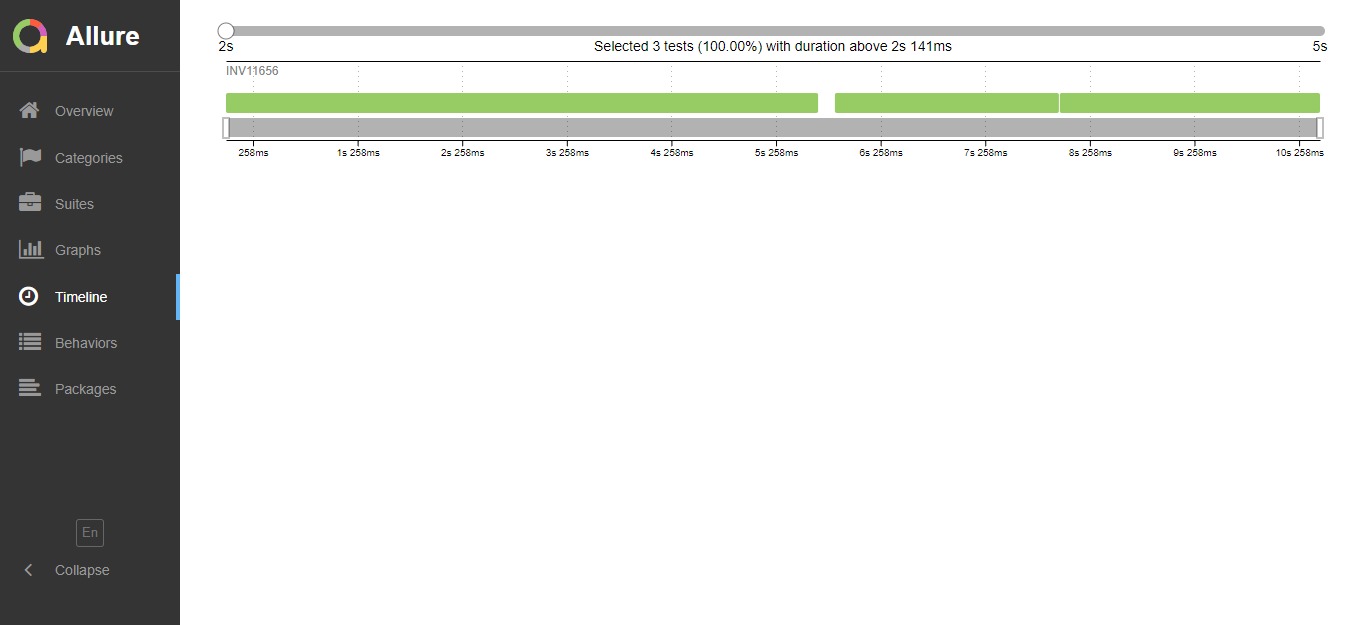 Allure
Overview
Categories
Suites
Graphs
Timeline
Behaviors
Packages
En
Collapse
2s
Selected 3 tests (100.00%) with duration above 2s 141ms
5s
INV11656
258ms 1s 258ms 2s 258ms 3s 258ms 4s 258ms 5s 258ms 6s 258ms 7s 258ms 8s 258ms 9s 258ms 10s 258ms